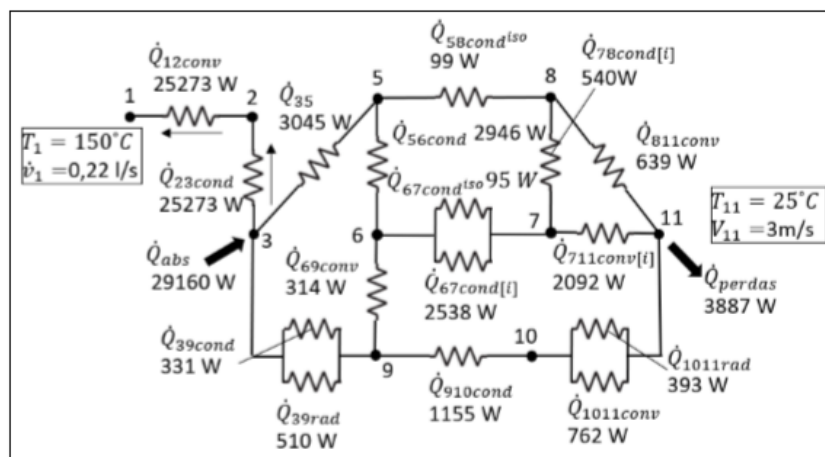 Q̇58cond^iso
99 W
Q̇78cond[i]
540W
Q̇12conv
25273 W
1
2
Q̇35
3045 W
5
8
T1 = 150°C
v̇1 =0,22 l/s
Q̇23cond
25273 W
Q̇56cond 2946 W
Q̇811conv
639 W
Q̇67cond^iso 95 W
T11 = 25°C
V11 = 3m/s
3
6
7
11
Q̇abs
29160 W
Q̇69conv
314 W
Q̇67cond[i]
2538 W
Q̇711conv[i]
2092 W
Q̇perdas
3887 W
Q̇39cond
331 W
9
10
Q̇910cond
1155 W
Q̇1011rad
393 W
Q̇39rad
510 W
Q̇1011conv
762 W